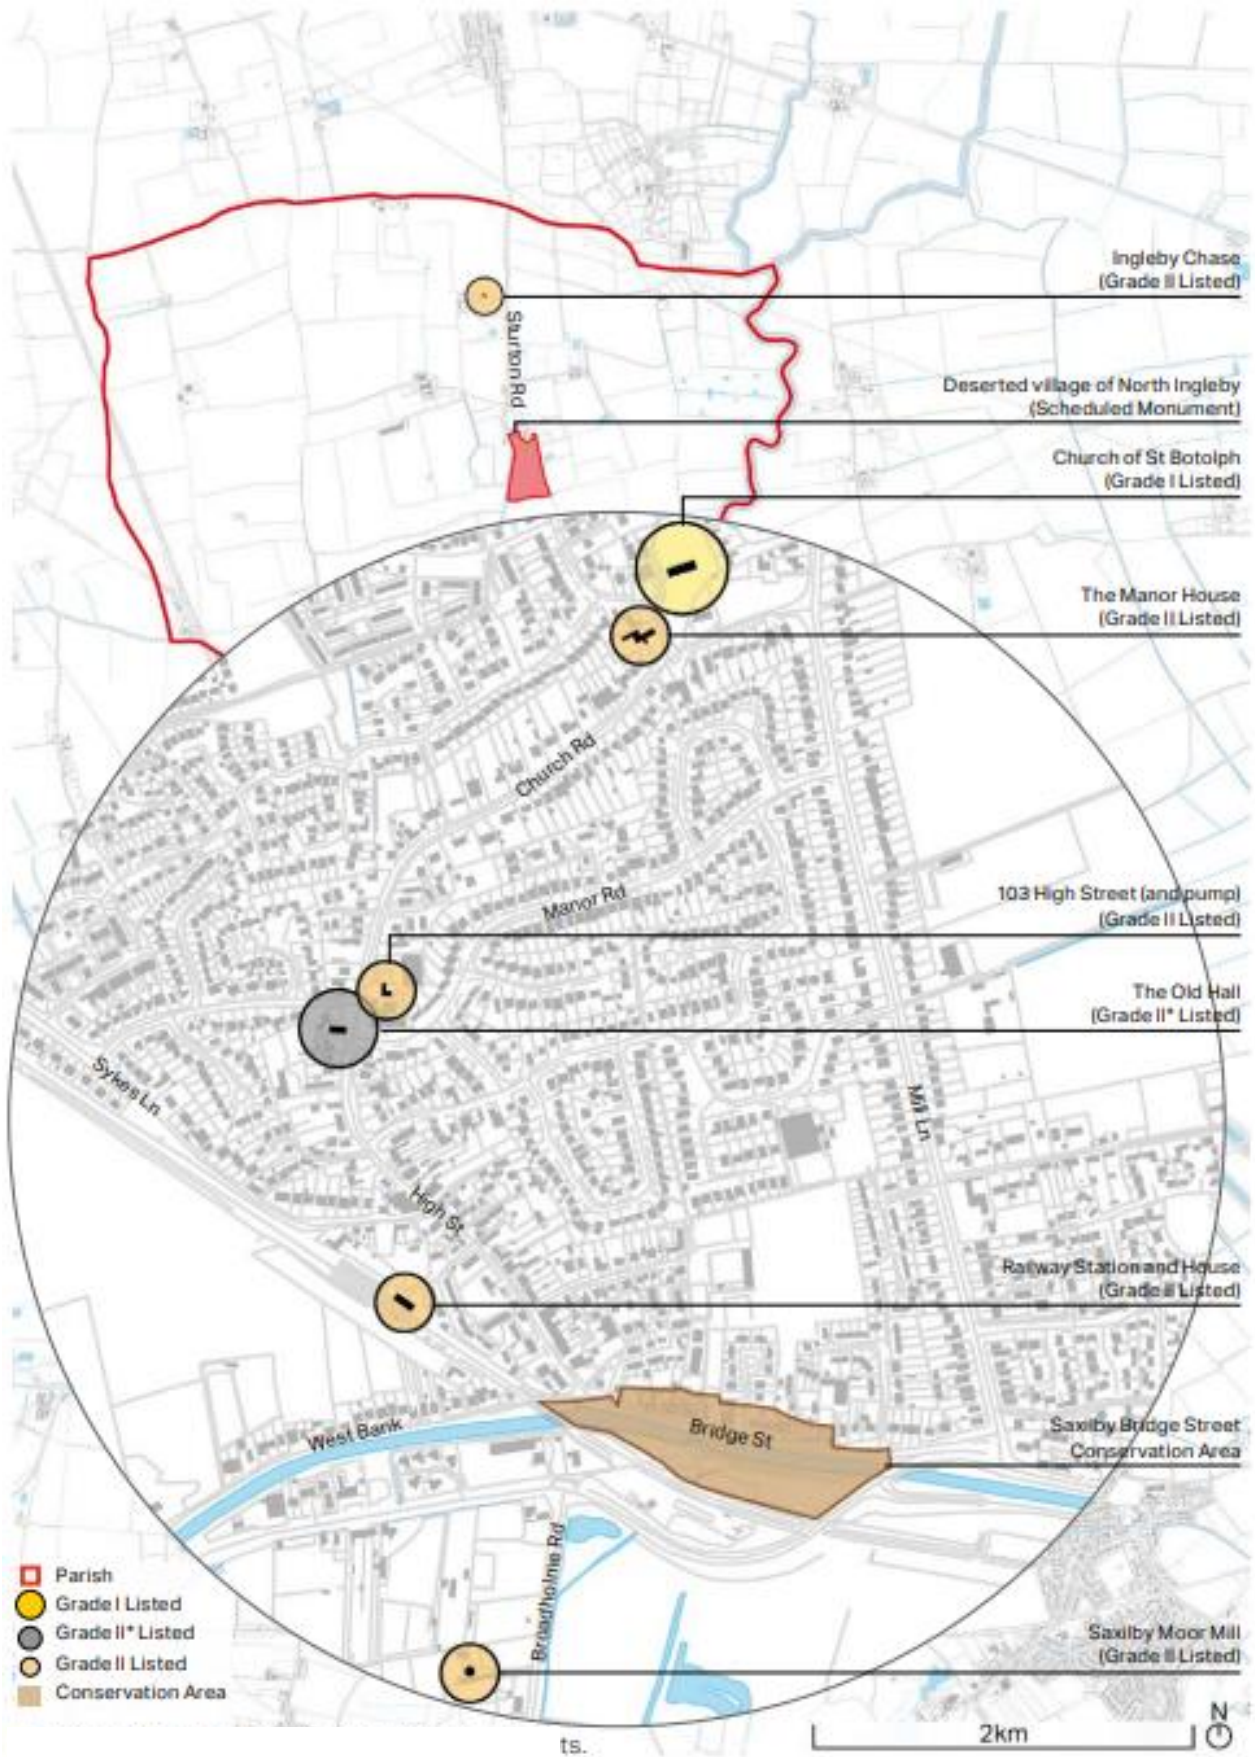 Ingleby Chase
(Grade II Listed)
Sturton Rd
Deserted village of North Ingleby
(Scheduled Monument)
Church of St Botolph
(Grade I Listed)
The Manor House
(Grade II Listed)
Church Rd
Manor Rd
103 High Street (and pump)
(Grade II Listed)
The Old Hall
(Grade II* Listed)
Sykes Ln
Mill Ln
High St
Railway Station and House
(Grade II Listed)
West Bank
Bridge St
Saxilby Bridge Street
Conservation Area
Broadholme Rd
Parish
Grade I Listed
Grade II* Listed
Grade II Listed
Conservation Area
Saxilby Moor Mill
(Grade II Listed)
N
2km
ts.